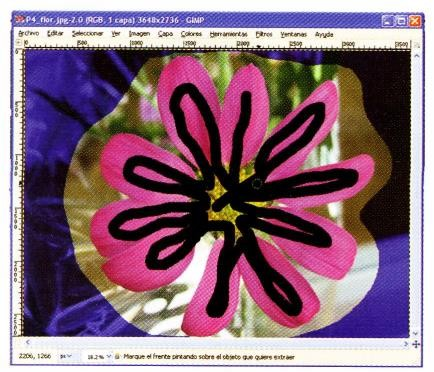 P4_flor.jpg-2.0 (RGB, 1 capa) 3648x2736 - GIMP
Archivo Editar Seleccionar Ver Imagen Capa Colores Herramientas Filtros Ventanas Ayuda
0 500 1000 1500 2000 2500 3000 3500
2206, 1266 px 18.2 % Marque el frente pintando sobre el objeto que quiere extraer